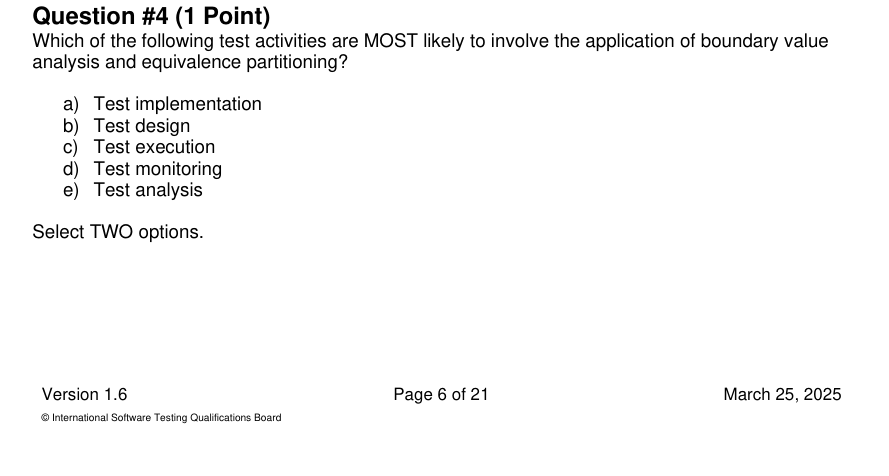 Question #4 (1 Point)
Which of the following test activities are MOST likely to involve the application of boundary value
analysis and equivalence partitioning?
a) Test implementation
b) Test design
c) Test execution
d) Test monitoring
e) Test analysis
Select TWO options.
Version 1.6 Page 6 of 21 March 25, 2025
© International Software Testing Qualifications Board